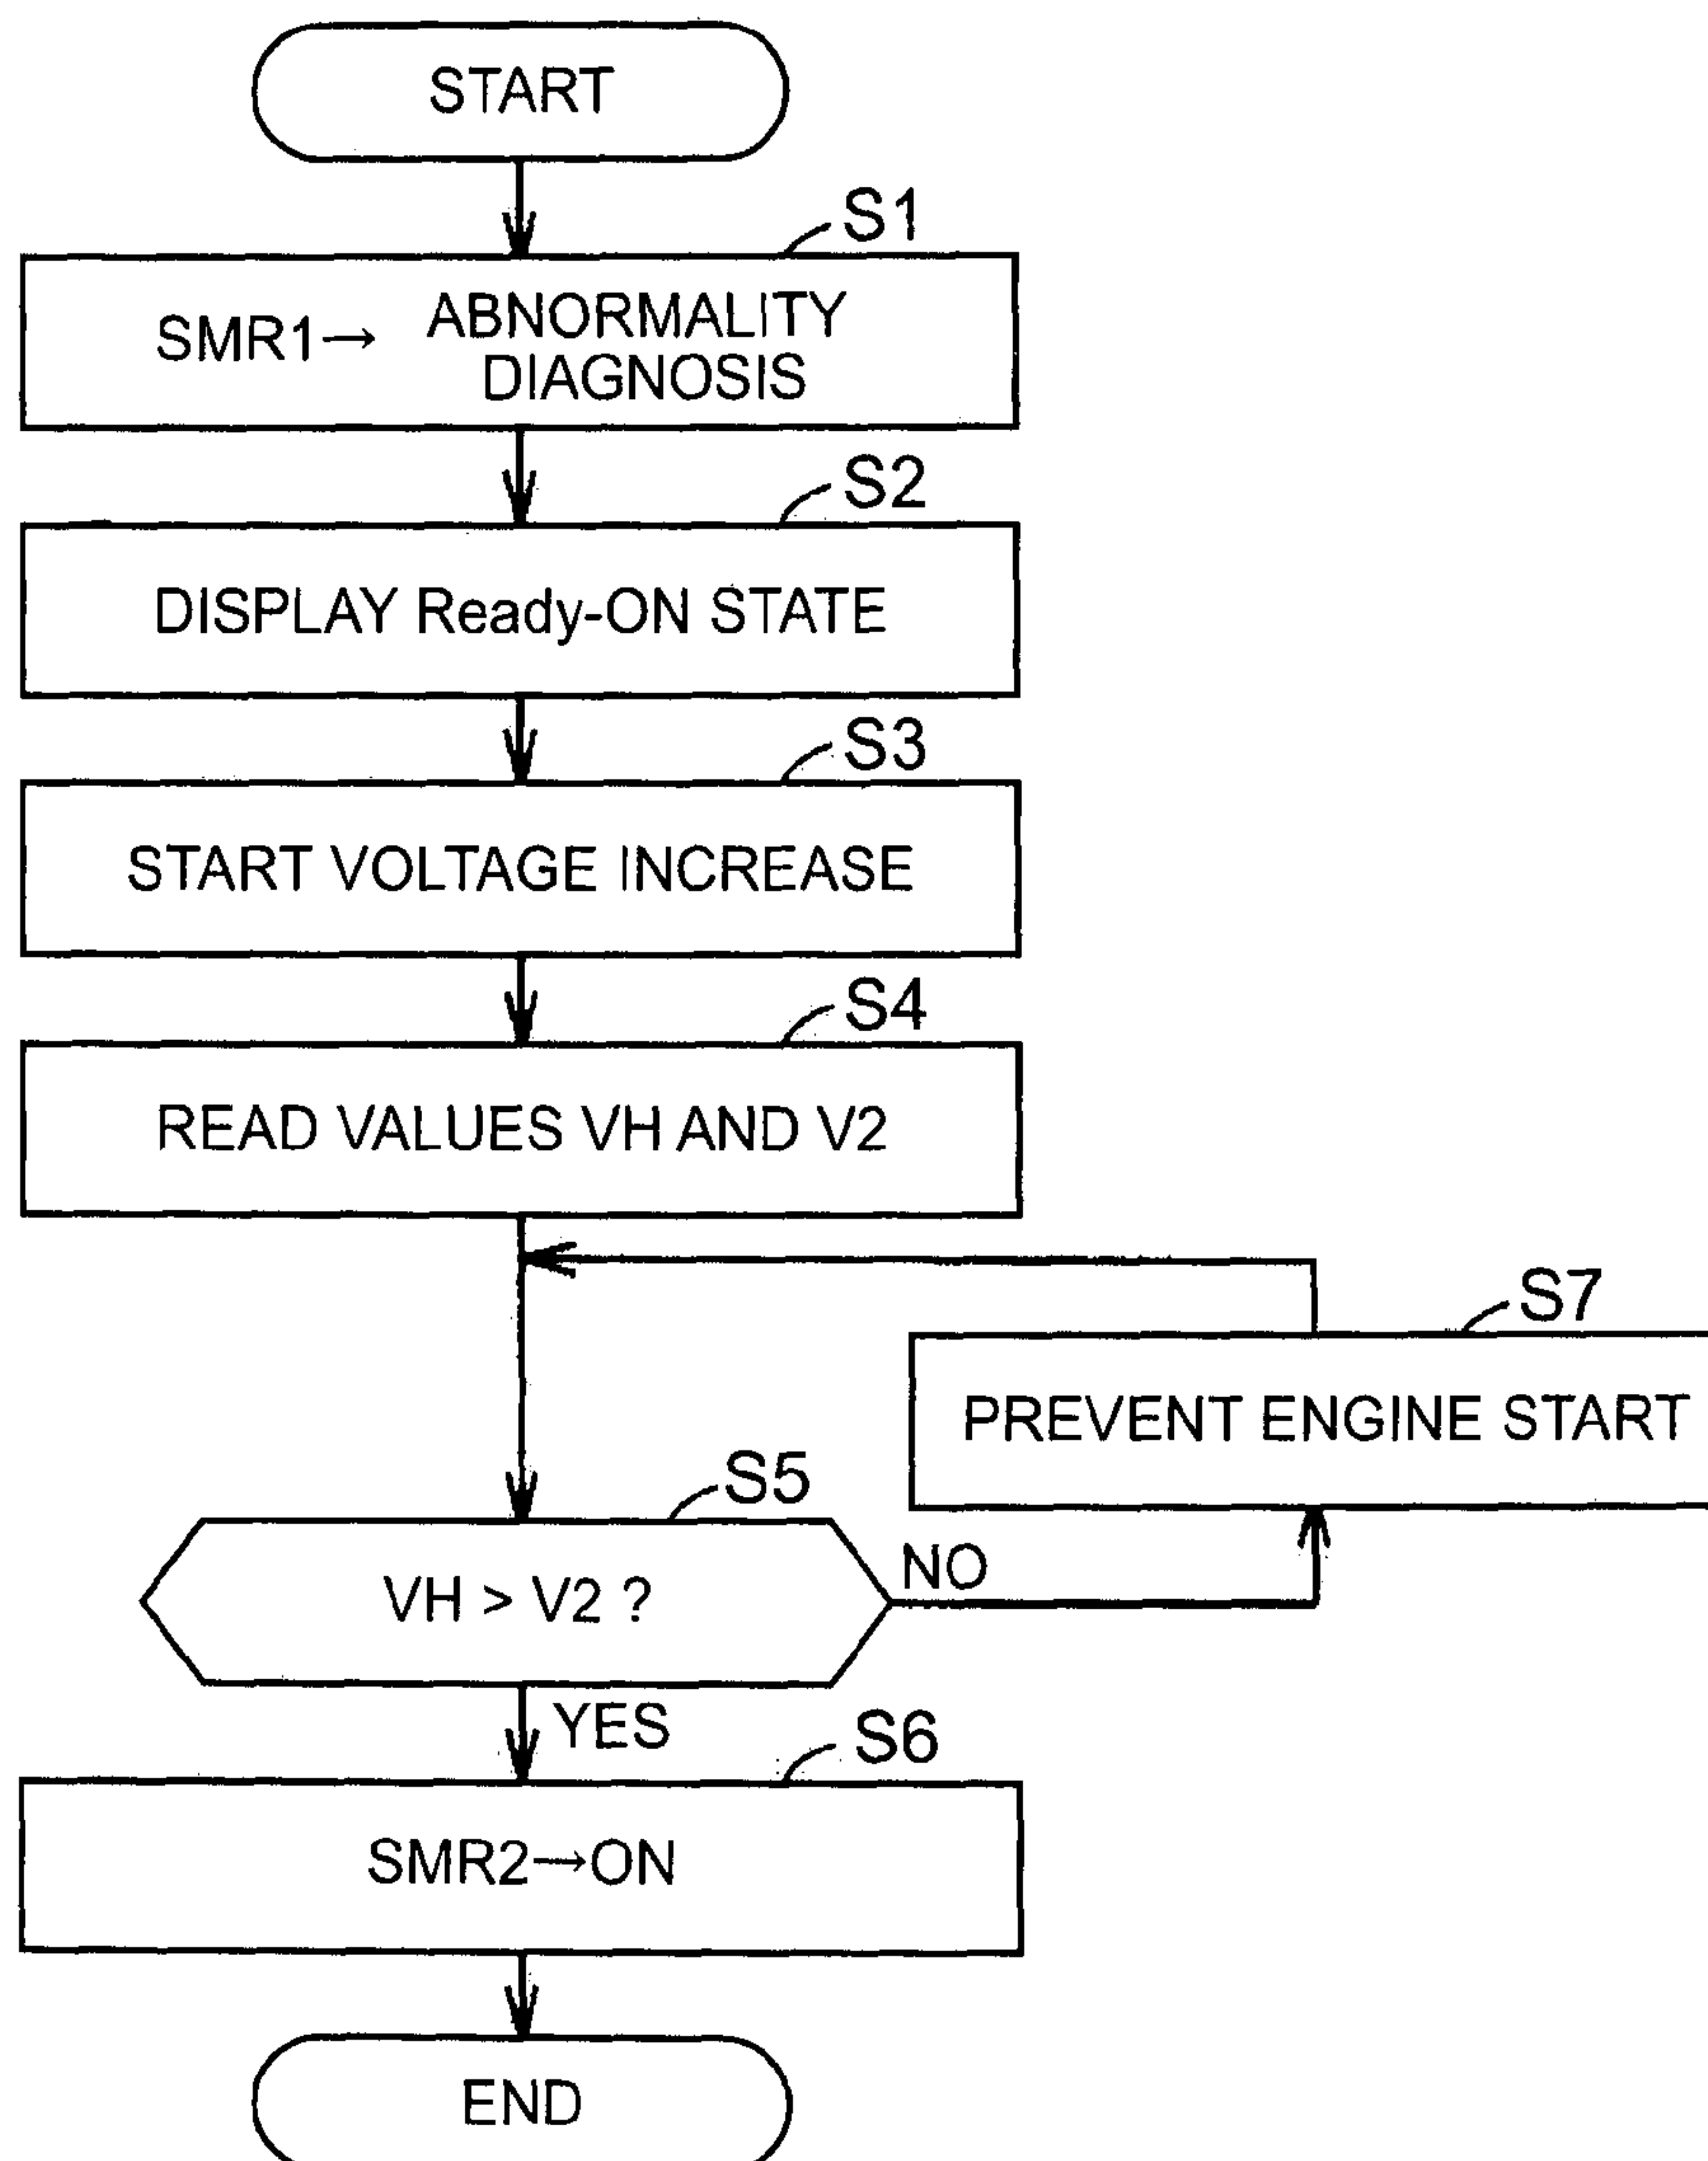 START
S1
SMR1→ ABNORMALITY
DIAGNOSIS
S2
DISPLAY Ready-ON STATE
S3
START VOLTAGE INCREASE
S4
READ VALUES VH AND V2
S7
PREVENT ENGINE START
S5
VH > V2 ?
NO
YES
S6
SMR2→ON
END